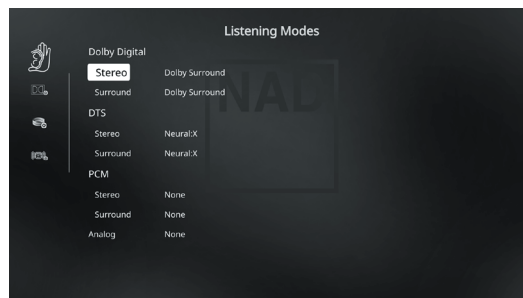 Listening Modes
Dolby Digital
Stereo Dolby Surround
Surround Dolby Surround
NAD
DTS
Stereo Neural:X
Surround Neural:X
PCM
Stereo None
Surround None
Analog None